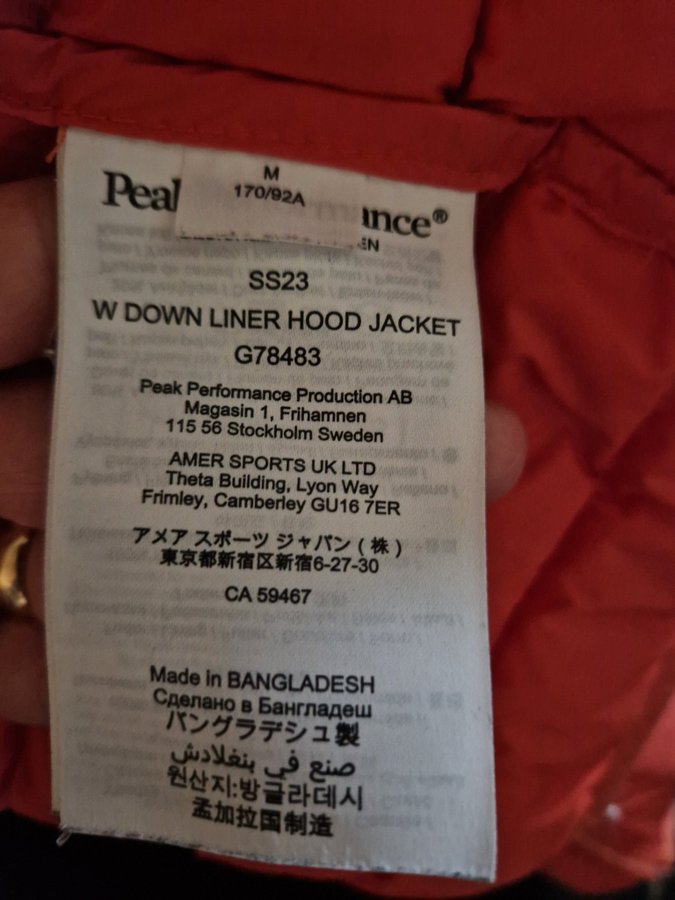 M
170/92A
Peak
ance®
EN
SS23
W DOWN LINER HOOD JACKET
G78483
Peak Performance Production AB
Magasin 1, Frihamnen
115 56 Stockholm Sweden
AMER SPORTS UK LTD
Theta Building, Lyon Way
Frimley, Camberley GU16 7ER
アメア スポーツ ジャパン ( 株 )
東京都新宿区新宿6-27-30
CA 59467
Made in BANGLADESH
Сделано в Бангладеш
バングラデシュ製
صنع في بنغلادش
원산지:방글라데시
孟加拉国制造